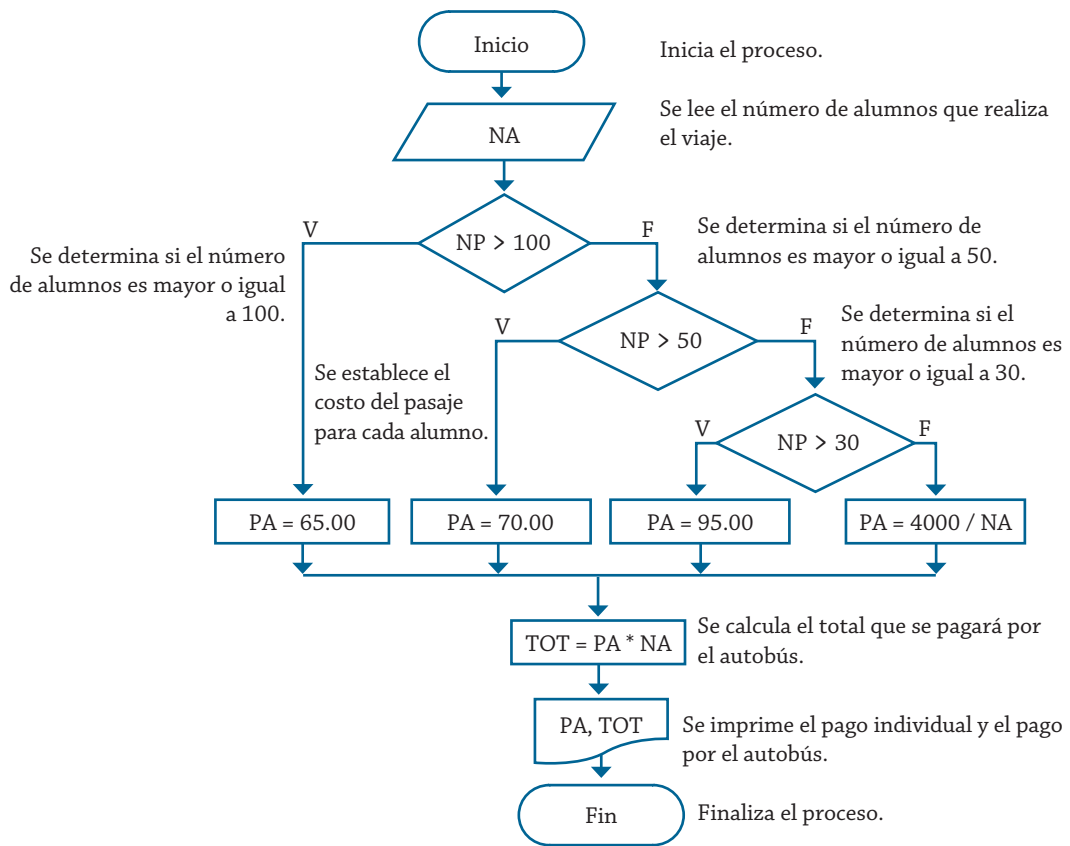 Inicio
Inicia el proceso.
NA
Se lee el número de alumnos que realiza
el viaje.
NP > 100
V
F
Se determina si el número
de alumnos es mayor o igual
a 100.
Se determina si el número de
alumnos es mayor o igual a 50.
NP > 50
V
F
Se determina si el
número de alumnos es
mayor o igual a 30.
Se establece el
costo del pasaje
para cada alumno.
NP > 30
V
F
PA = 65.00
PA = 70.00
PA = 95.00
PA = 4000 / NA
TOT = PA * NA
Se calcula el total que se pagará por
el autobús.
PA, TOT
Se imprime el pago individual y el pago
por el autobús.
Fin
Finaliza el proceso.